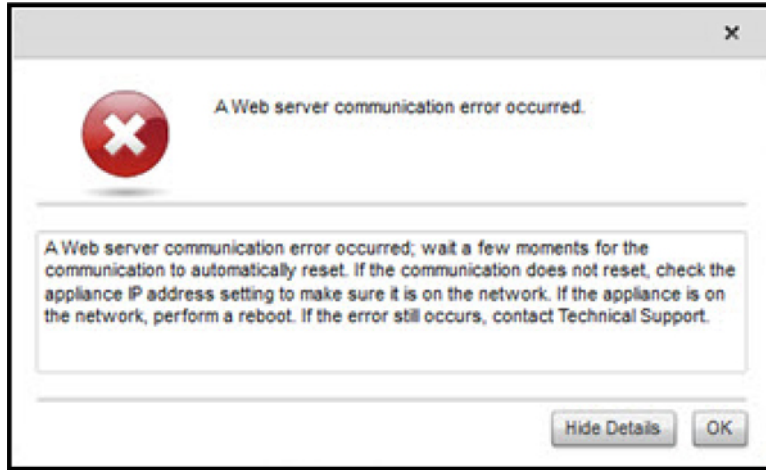 A Web server communication error occurred.
A Web server communication error occurred; wait a few moments for the
communication to automatically reset. If the communication does not reset, check the
appliance IP address setting to make sure it is on the network. If the appliance is on
the network, perform a reboot. If the error still occurs, contact Technical Support.
Hide Details
OK